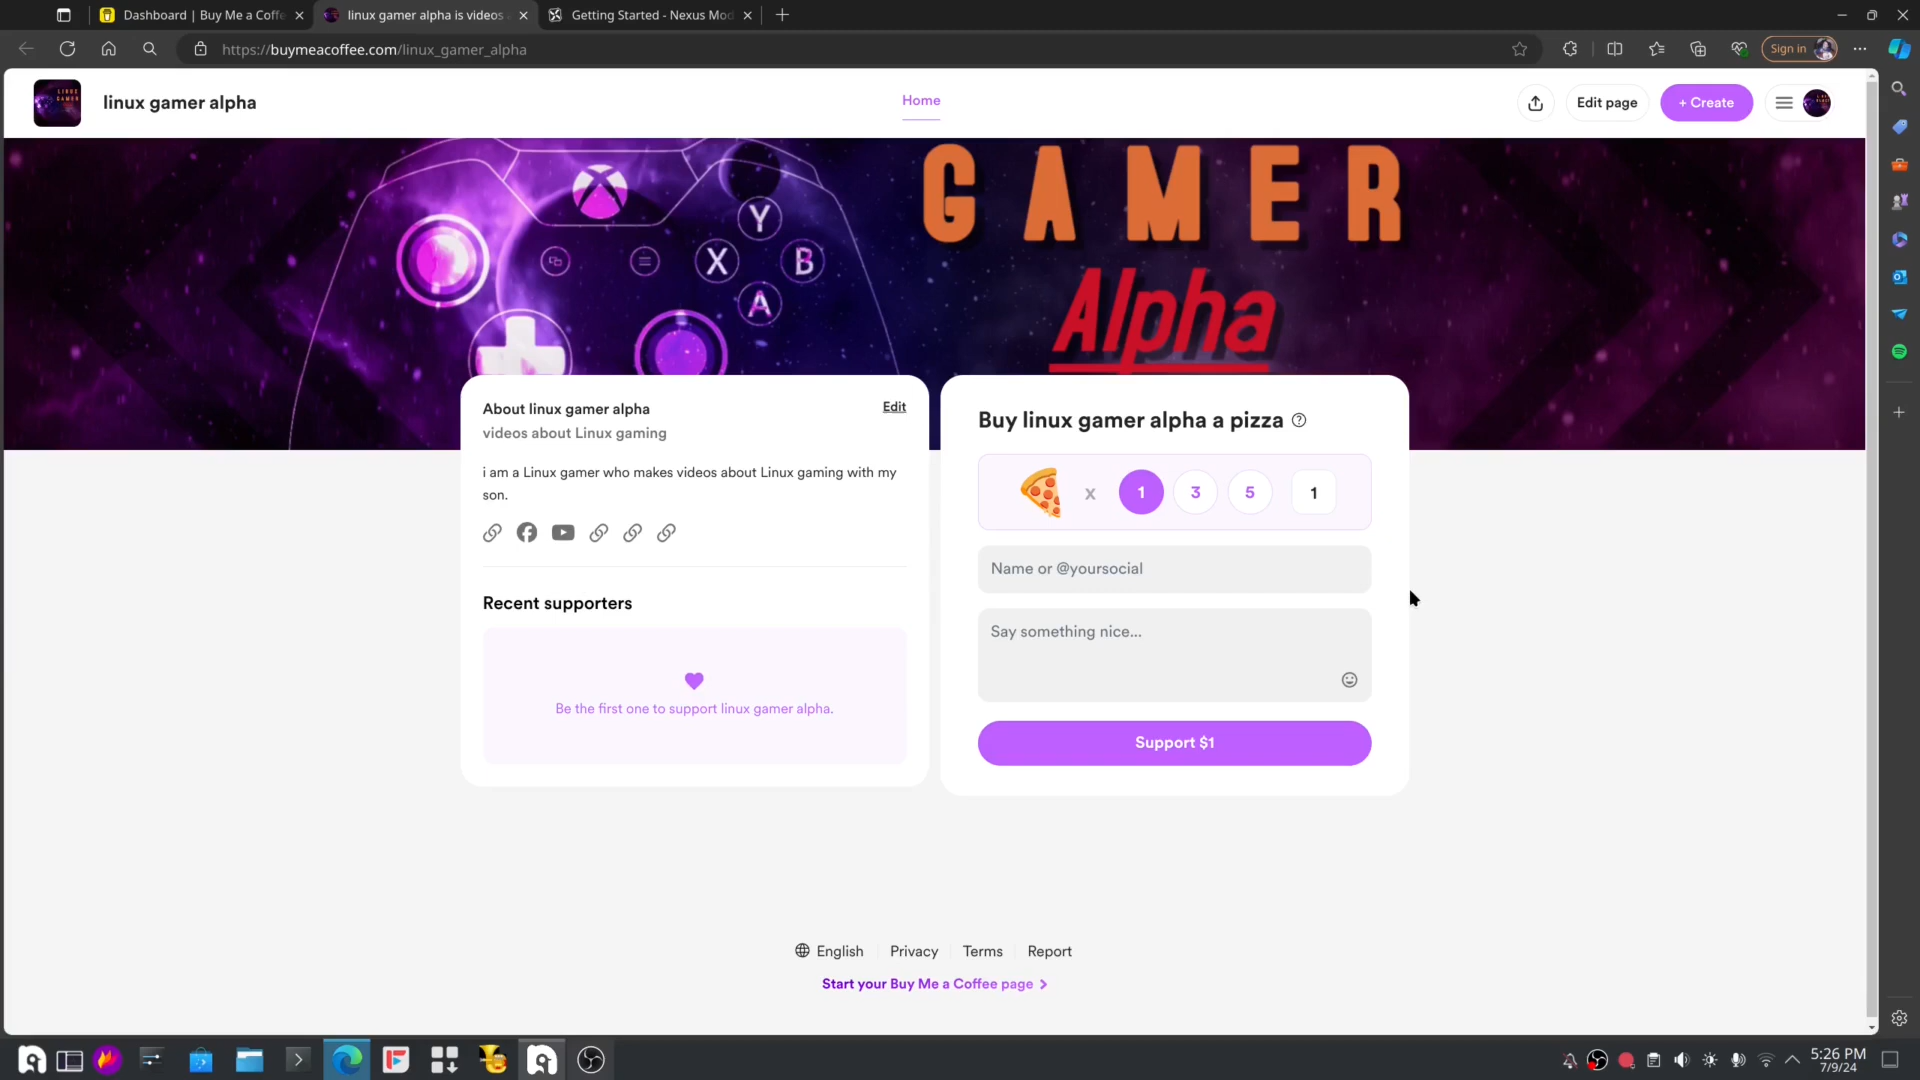 Dashboard | Buy Me a Coffe
linux gamer alpha is videos
Getting Started - Nexus Mod
https://buymeacoffee.com/linux_gamer_alpha
Sign in
linux gamer alpha
Home
Edit page
+ Create
GAMER
Alpha
Y
X
B
A
About linux gamer alpha
Edit
videos about Linux gaming
i am a Linux gamer who makes videos about Linux gaming with my
son.
Recent supporters
Be the first one to support linux gamer alpha.
Buy linux gamer alpha a pizza
x 1 3 5 1
Name or @yoursocial
Say something nice...
Support $1
English Privacy Terms Report
Start your Buy Me a Coffee page
5:26 PM
7/9/24